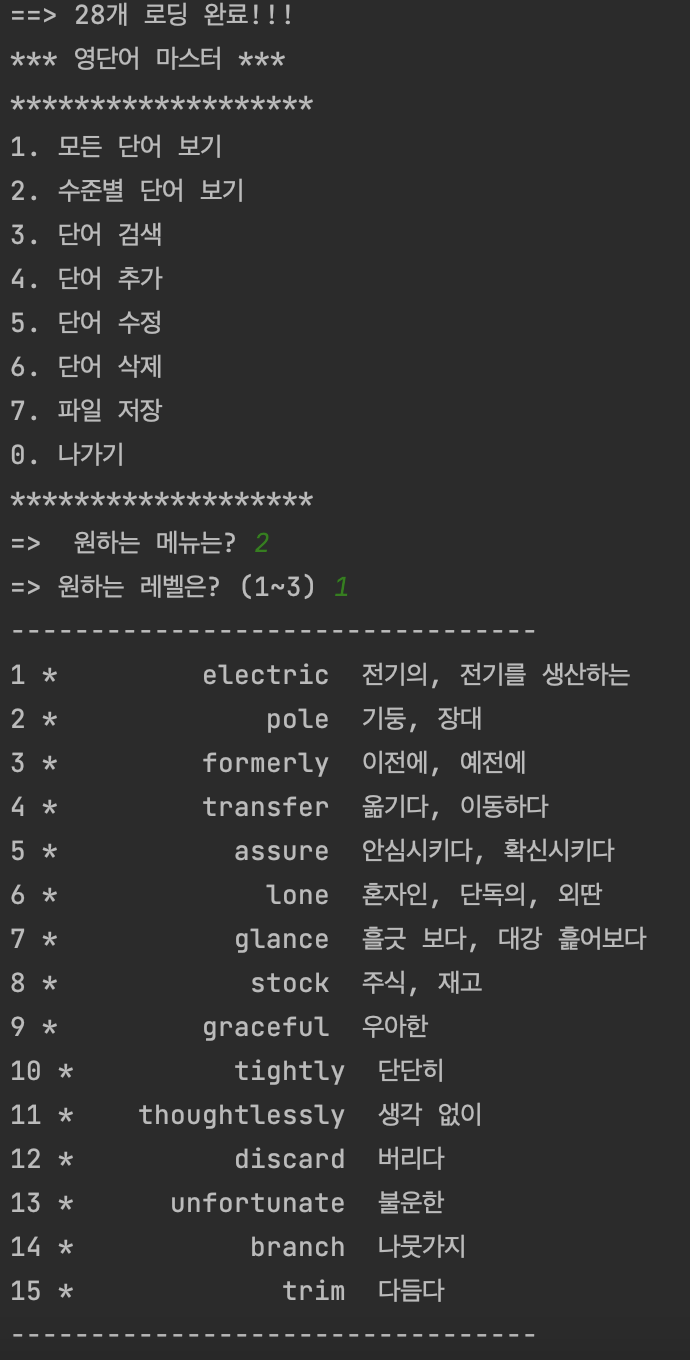 ==> 28개 로딩 완료!!!
*** 영단어 마스터 ***
*******************
1. 모든 단어 보기
2. 수준별 단어 보기
3. 단어 검색
4. 단어 추가
5. 단어 수정
6. 단어 삭제
7. 파일 저장
0. 나가기
*******************
=>  원하는 메뉴는? 2
=> 원하는 레벨은? (1~3) 1
---------------------------------
1 *         electric  전기의, 전기를 생산하는
2 *             pole  기둥, 장대
3 *         formerly  이전에, 예전에
4 *         transfer  옮기다, 이동하다
5 *           assure  안심시키다, 확신시키다
6 *             lone  혼자인, 단독의, 외딴
7 *           glance  흘긋 보다, 대강 훑어보다
8 *            stock  주식, 재고
9 *         graceful  우아한
10 *          tightly  단단히
11 *    thoughtlessly  생각 없이
12 *          discard  버리다
13 *      unfortunate  불운한
14 *           branch  나뭇가지
15 *             trim  다듬다
---------------------------------